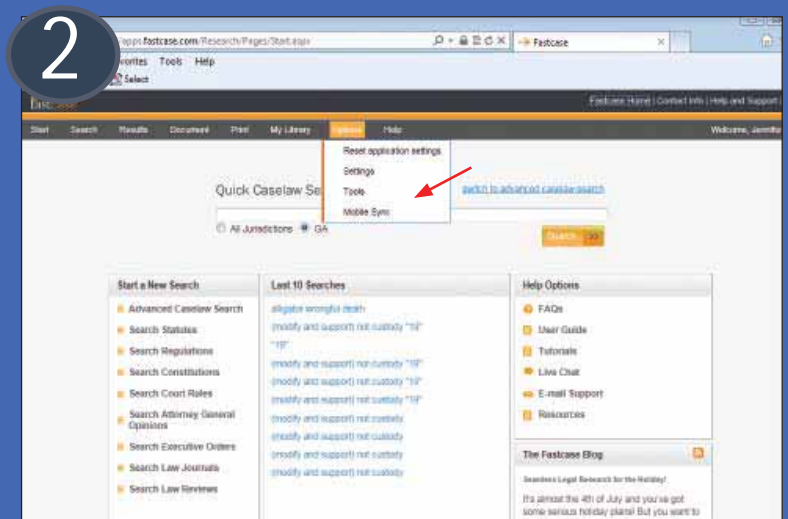 2
apps.fastcase.com/Research/Pages/Start.aspx
Fastcase
Favorites Tools Help
Select
fastcase
Fastcase Home | Contact Info | Help and Support
Start Search Results Document Print My Library Options Help
Welcome, Jennifer
Reset application settings
Settings
Tools
Mobile Sync
Quick Caselaw Se
switch to advanced caselaw search
All Jurisdictions GA
Search >>
Start a New Search
Advanced Caselaw Search
Search Statutes
Search Regulations
Search Constitutions
Search Court Rules
Search Attorney General
Opinions
Search Executive Orders
Search Law Journals
Search Law Reviews
Last 10 Searches
alligator wrongful death
(modify and support) not custody "19"
"19"
(modify and support) not custody "19"
(modify and support) not custody "19"
(modify and support) not custody "19"
(modify and support) not custody
(modify and support) not custody
(modify and support) not custody
(modify and support) not custody
Help Options
FAQs
User Guide
Tutorials
Live Chat
E-mail Support
Resources
The Fastcase Blog
Seamless Legal Research for the Holiday!
It's almost the 4th of July and you've got
some serious holiday plans! But you want to